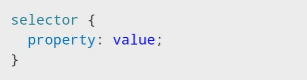 selector {
  property: value;
}